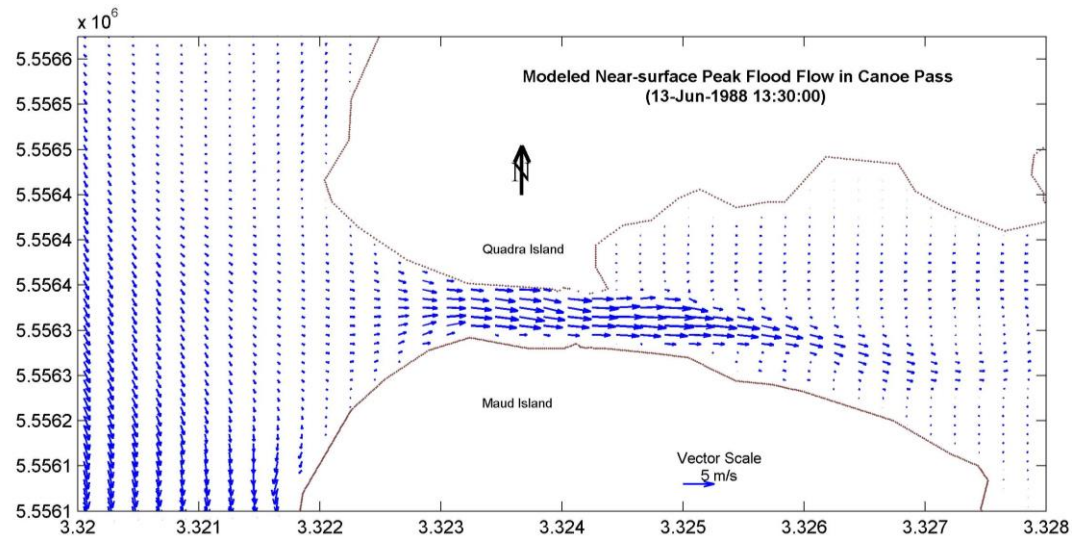 x 10⁶
5.5566
Modeled Near-surface Peak Flood Flow in Canoe Pass
(13-Jun-1988 13:30:00)
5.5565
5.5565
N
5.5564
5.5564
Quadra Island
5.5564
5.5563
5.5563
Maud Island
5.5562
Vector Scale
5.5561
5 m/s
5.5561
3.32 3.321 3.322 3.323 3.324 3.325 3.326 3.327 3.328